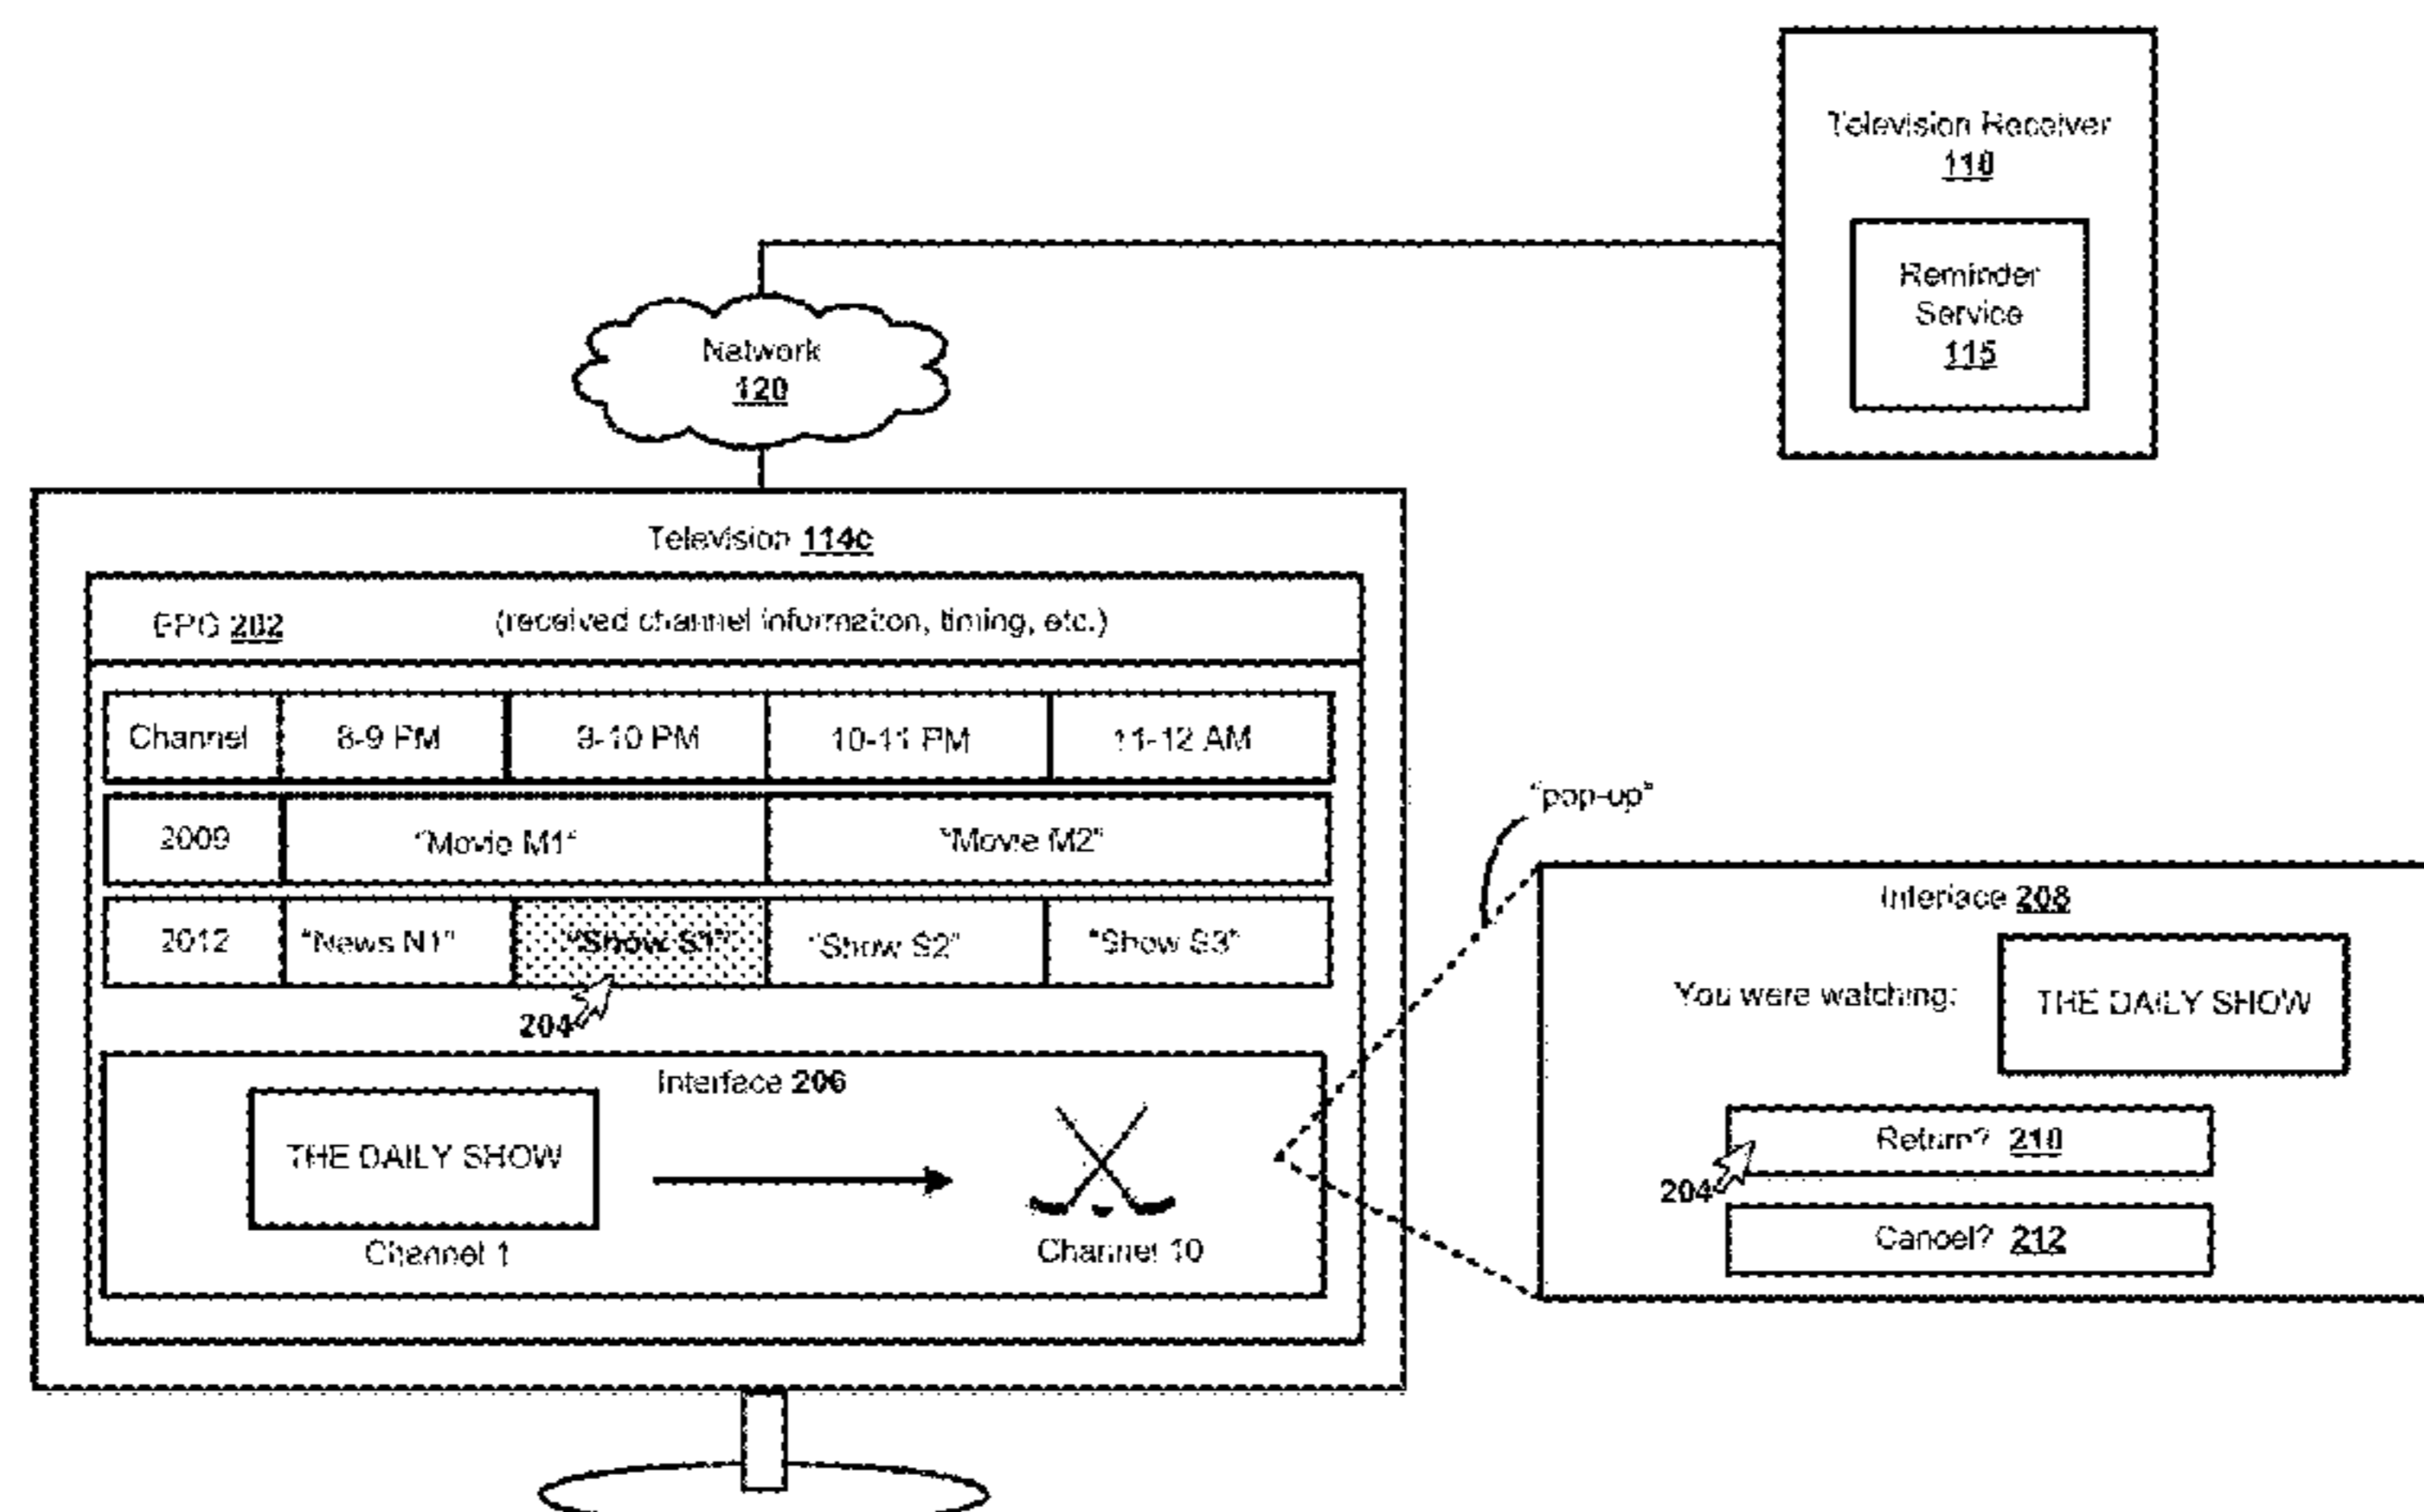 Television Receiver
110
Reminder
Service
115
Network
120
Television 114c
EPG 202 (received channel information, timing, etc.)
Channel 8-9 PM 9-10 PM 10-11 PM 11-12 AM
2009 "Movie M1" "Movie M2"
2012 "News N1" "Show S1" "Show S2" "Show S3"
204
Interface 206
THE DAILY SHOW
Channel 1
Channel 10
"pop-up"
Interface 208
You were watching:
THE DAILY SHOW
Return? 210
204
Cancel? 212